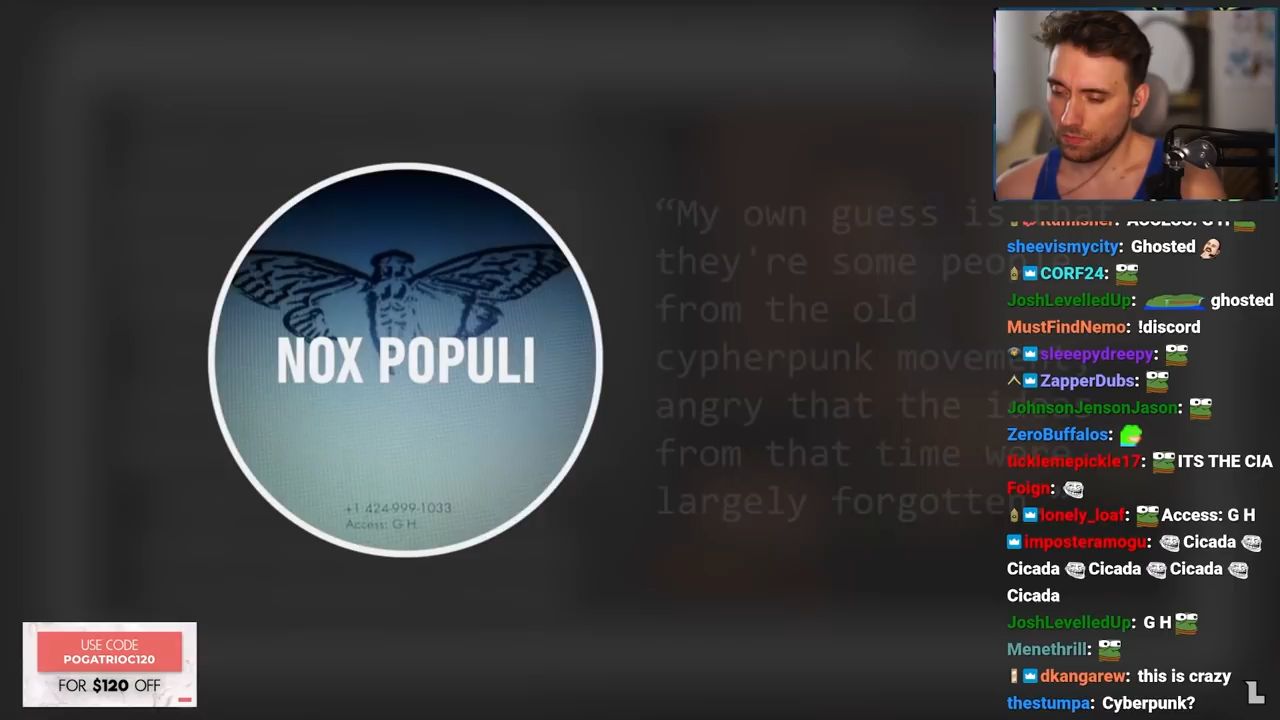 NOX POPULI
+1 424-999-1033
Access: G H
“My own guess is that
they're some people
from the old
cypherpunk movement,
angry that the ideas
from that time were
largely forgotten
USE CODE
POGATRIOC120
FOR $120 OFF
sheevismycity: Ghosted
CORF24:
JoshLevelledUp: ghosted
MustFindNemo: !discord
sleeepydreepy:
ZapperDubs:
JohnsonJensonJason:
ZeroBuffalos:
ticklemepickle17: ITS THE CIA
Foign:
lonely_loaf: Access: G H
imposteramogu: Cicada
Cicada Cicada Cicada
Cicada
JoshLevelledUp: G H
Menethrill:
dkangarew: this is crazy
thestumpa: Cyberpunk?